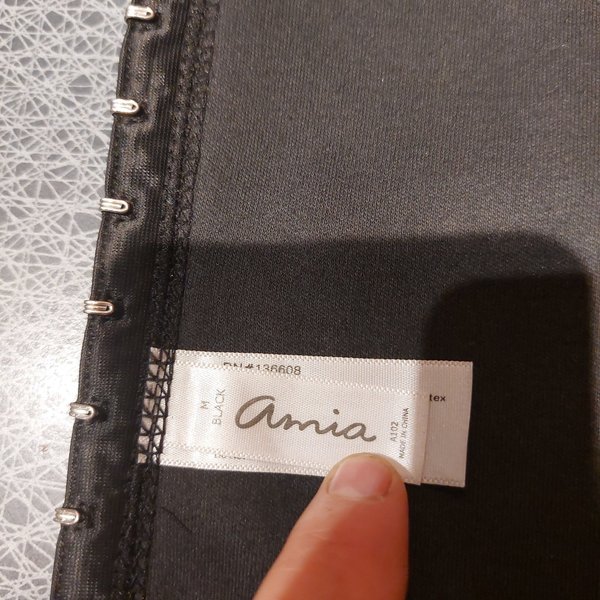 RN#136608
M
BLACK
amia
A102
MADE IN CHINA
tex